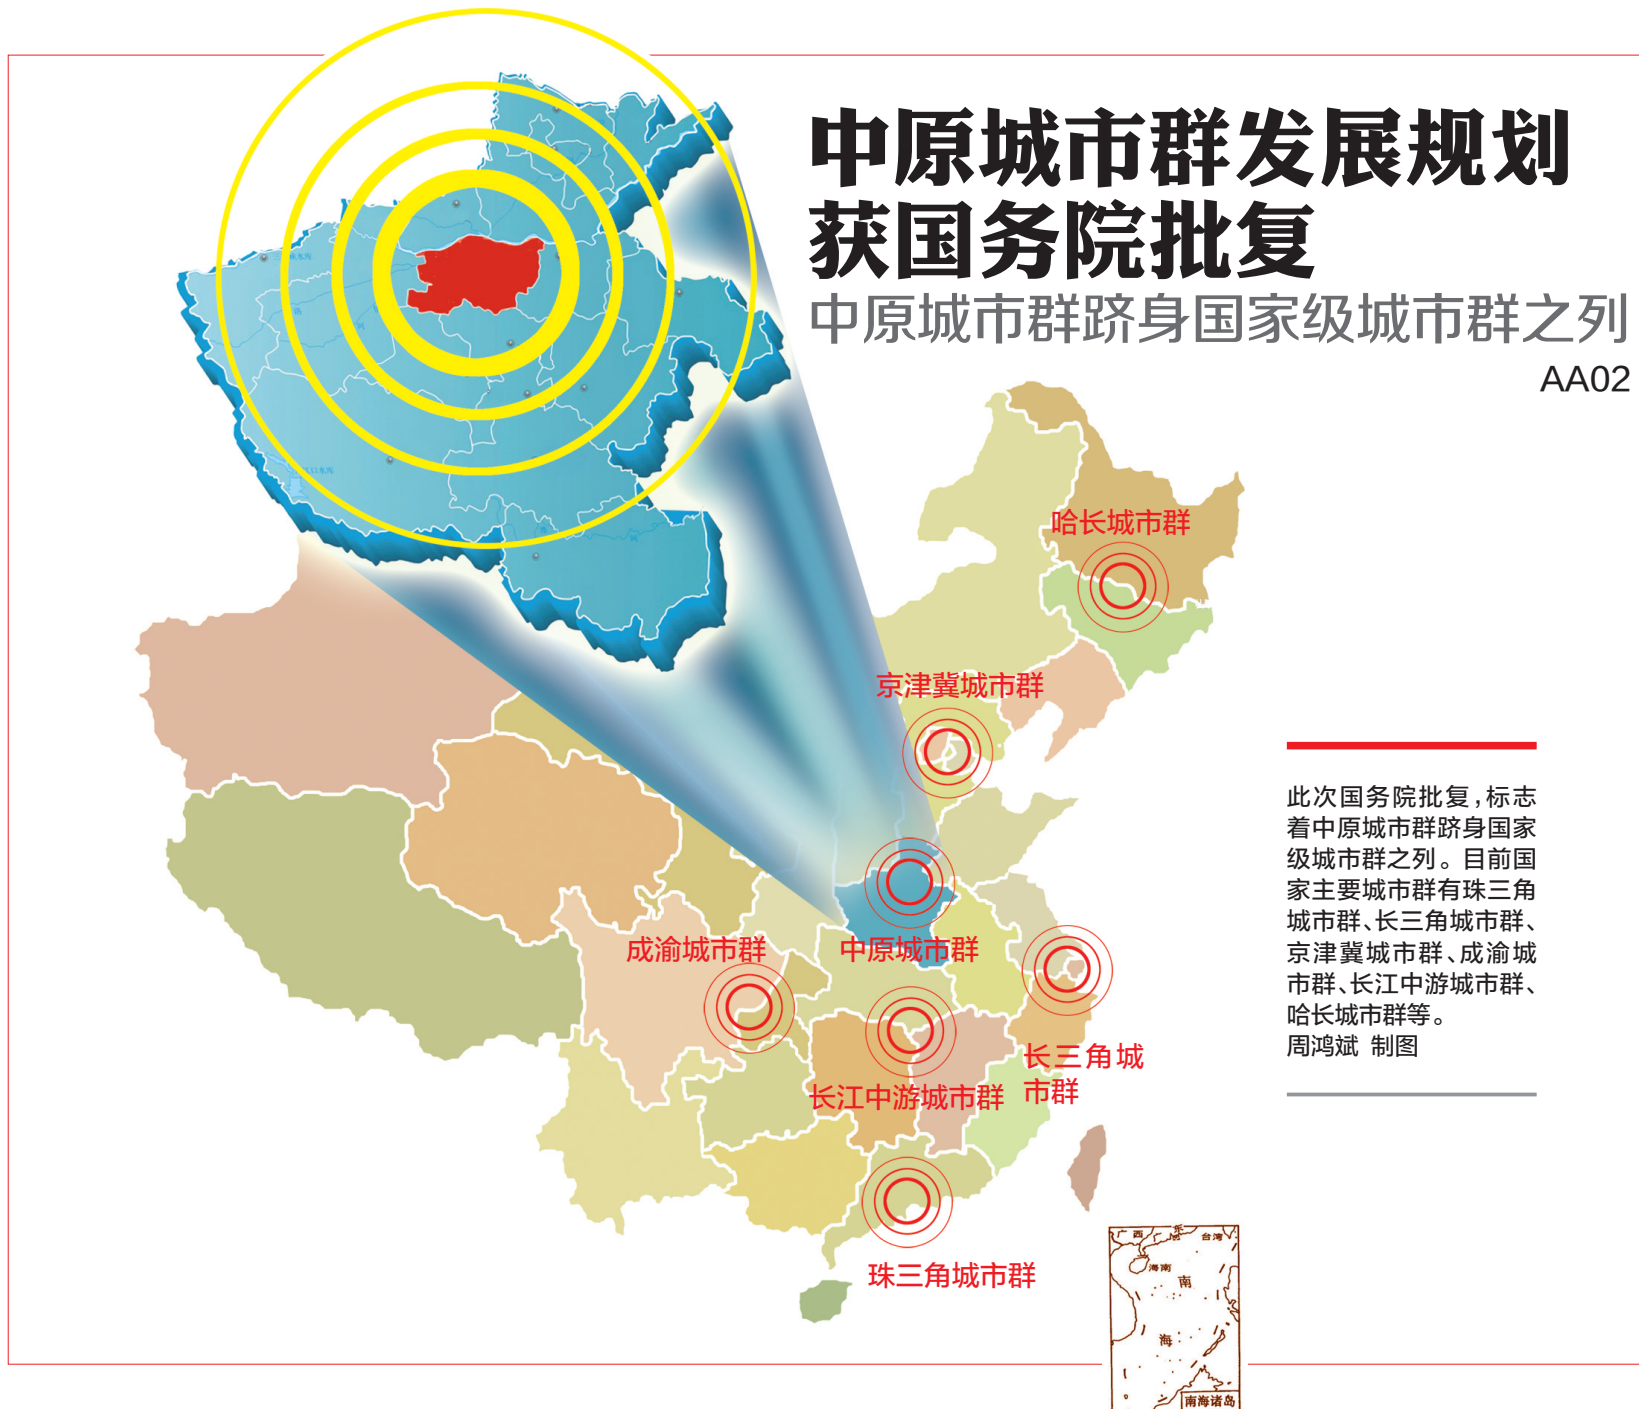 中原城市群发展规划
获国务院批复
中原城市群跻身国家级城市群之列
AA02
哈长城市群
京津冀城市群
成渝城市群
中原城市群
长三角城
市群
长江中游城市群
珠三角城市群
此次国务院批复,标志
着中原城市群跻身国家
级城市群之列。目前国
家主要城市群有珠三角
城市群、长三角城市群、
京津冀城市群、成渝城
市群、长江中游城市群、
哈长城市群等。
周鸿斌 制图
广西
台湾
海南
南
海
南海诸岛